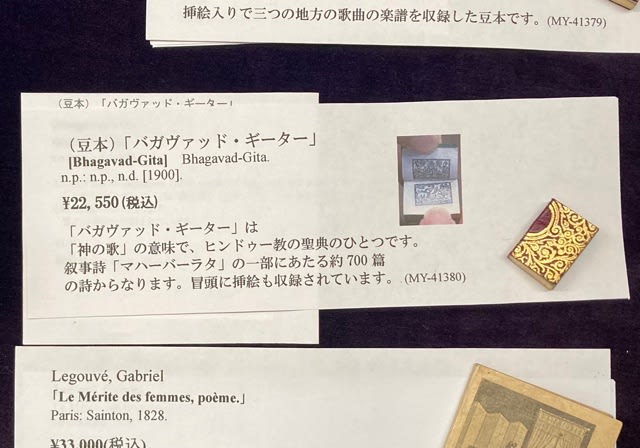 挿絵入りで三つの地方の歌曲の楽譜を収録した豆本です。(MY-41379)
（豆本）「バガヴァッド・ギーター」
（豆本）「バガヴァッド・ギーター」
[Bhagavad-Gita] Bhagavad-Gita.
n.p.: n.p., n.d. [1900].
¥22, 550(税込)
「バガヴァッド・ギーター」は
「神の歌」の意味で、ヒンドゥー教の聖典のひとつです。
叙事詩「マハーバーラタ」の一部にあたる約 700 篇
の詩からなります。冒頭に挿絵も収録されています。(MY-41380)
Legouvé, Gabriel
「Le Mérite des femmes, poème.」
Paris: Sainton, 1828.
¥33,000(税込)